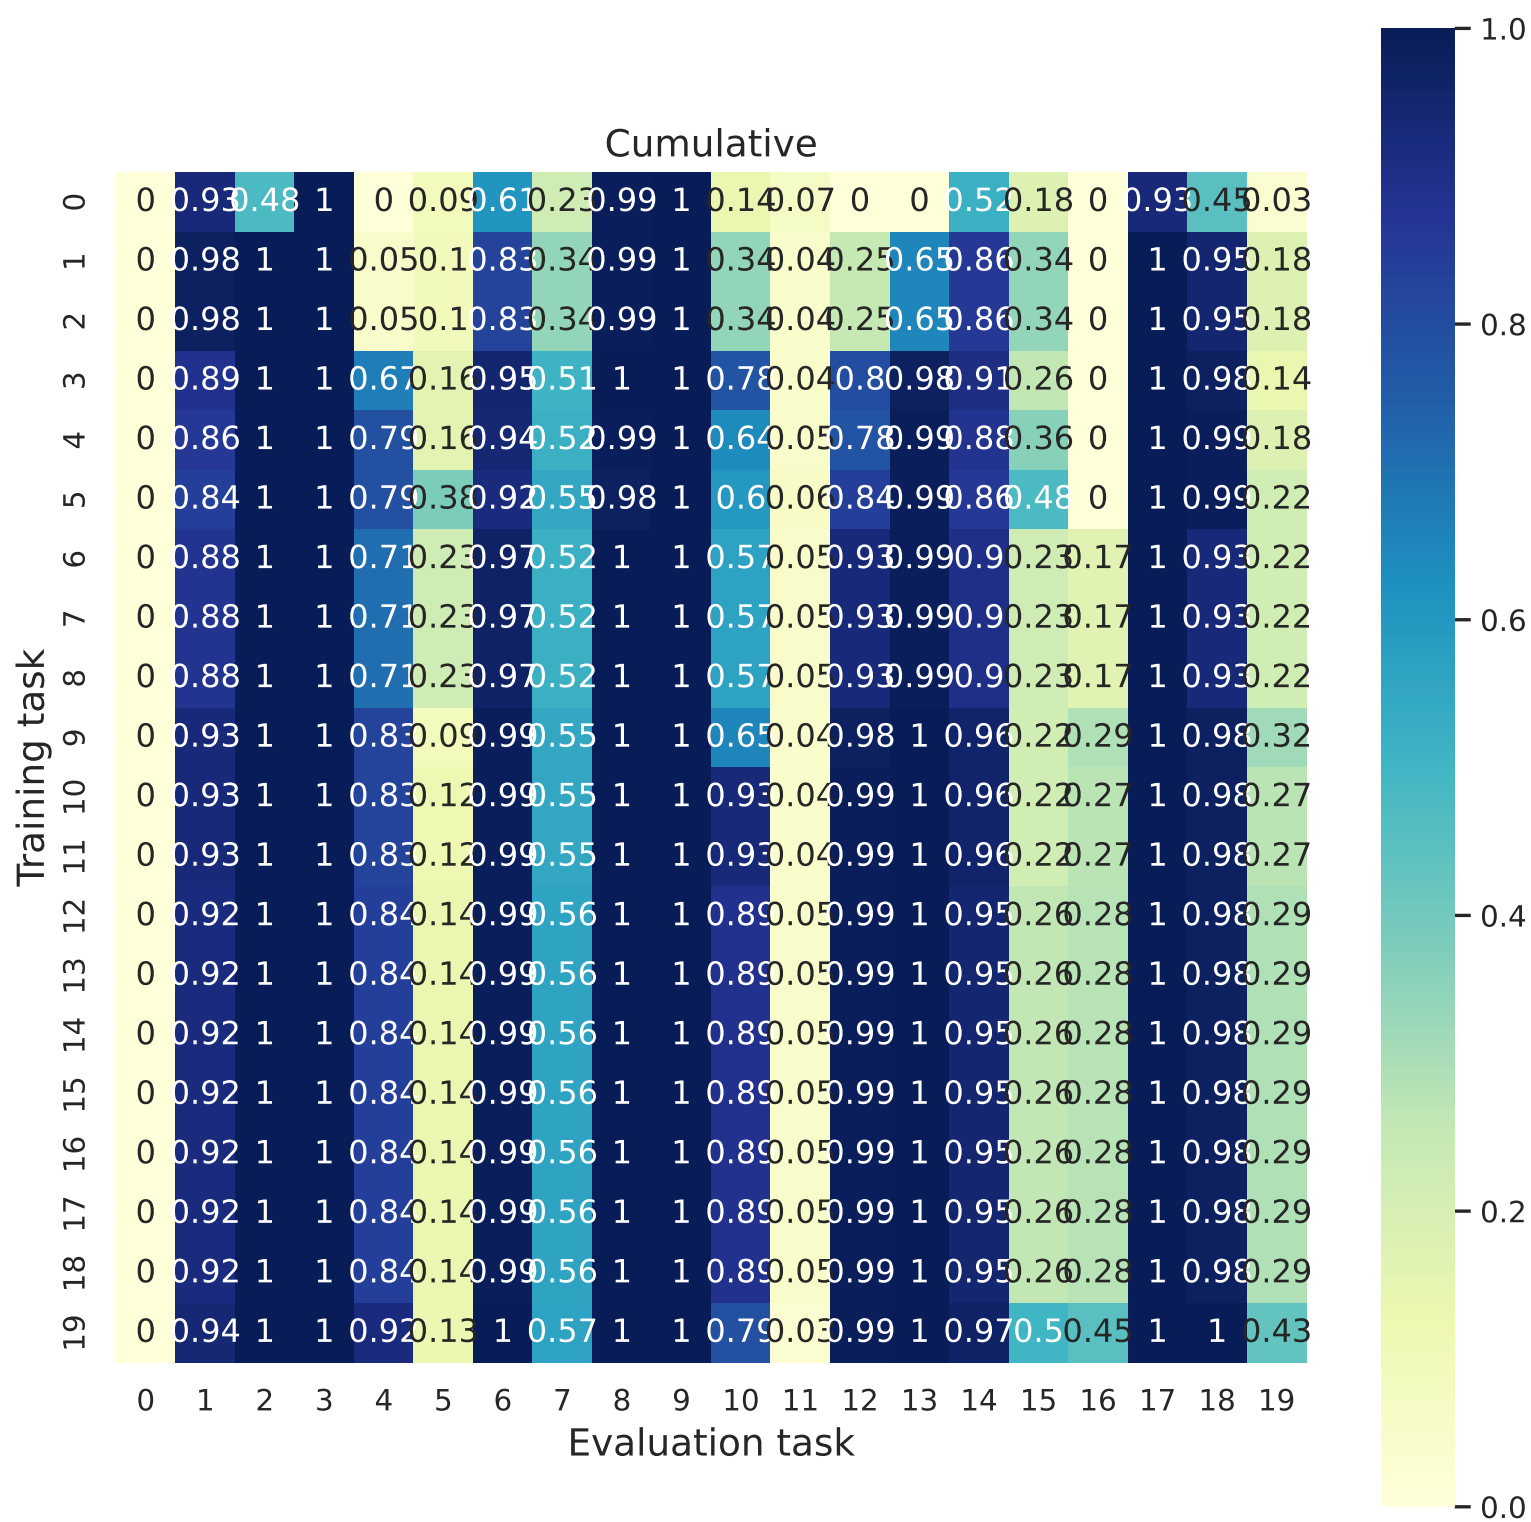 1.0
Cumulative
0 0 0.93 0.48 1 0 0.09 0.61 0.23 0.99 1 0.14 0.07 0 0 0.52 0.18 0 0.93 0.45 0.03
1 0 0.98 1 1 0.05 0.1 0.83 0.34 0.99 1 0.34 0.04 0.25 0.65 0.86 0.34 0 1 0.95 0.18
2 0 0.98 1 1 0.05 0.1 0.83 0.34 0.99 1 0.34 0.04 0.25 0.65 0.86 0.34 0 1 0.95 0.18
0.8
3 0 0.89 1 1 0.67 0.16 0.95 0.51 1 1 0.78 0.04 0.8 0.98 0.91 0.26 0 1 0.98 0.14
4 0 0.86 1 1 0.79 0.16 0.94 0.52 0.99 1 0.64 0.05 0.78 0.99 0.88 0.36 0 1 0.99 0.18
5 0 0.84 1 1 0.79 0.38 0.92 0.55 0.98 1 0.6 0.06 0.84 0.99 0.86 0.48 0 1 0.99 0.22
6 0 0.88 1 1 0.71 0.23 0.97 0.52 1 1 0.57 0.05 0.93 0.99 0.9 0.23 0.17 1 0.93 0.22
7 0 0.88 1 1 0.71 0.23 0.97 0.52 1 1 0.57 0.05 0.93 0.99 0.9 0.23 0.17 1 0.93 0.22
0.6
8 0 0.88 1 1 0.71 0.23 0.97 0.52 1 1 0.57 0.05 0.93 0.99 0.9 0.23 0.17 1 0.93 0.22
9 0 0.93 1 1 0.83 0.09 0.99 0.55 1 1 0.65 0.04 0.98 1 0.96 0.22 0.29 1 0.98 0.32
Training task
10 0 0.93 1 1 0.83 0.12 0.99 0.55 1 1 0.93 0.04 0.99 1 0.96 0.22 0.27 1 0.98 0.27
11 0 0.93 1 1 0.83 0.12 0.99 0.55 1 1 0.93 0.04 0.99 1 0.96 0.22 0.27 1 0.98 0.27
12 0 0.92 1 1 0.84 0.14 0.99 0.56 1 1 0.89 0.05 0.99 1 0.95 0.26 0.28 1 0.98 0.29
0.4
13 0 0.92 1 1 0.84 0.14 0.99 0.56 1 1 0.89 0.05 0.99 1 0.95 0.26 0.28 1 0.98 0.29
14 0 0.92 1 1 0.84 0.14 0.99 0.56 1 1 0.89 0.05 0.99 1 0.95 0.26 0.28 1 0.98 0.29
15 0 0.92 1 1 0.84 0.14 0.99 0.56 1 1 0.89 0.05 0.99 1 0.95 0.26 0.28 1 0.98 0.29
16 0 0.92 1 1 0.84 0.14 0.99 0.56 1 1 0.89 0.05 0.99 1 0.95 0.26 0.28 1 0.98 0.29
17 0 0.92 1 1 0.84 0.14 0.99 0.56 1 1 0.89 0.05 0.99 1 0.95 0.26 0.28 1 0.98 0.29
0.2
18 0 0.92 1 1 0.84 0.14 0.99 0.56 1 1 0.89 0.05 0.99 1 0.95 0.26 0.28 1 0.98 0.29
19 0 0.94 1 1 0.92 0.13 1 0.57 1 1 0.79 0.03 0.99 1 0.97 0.5 0.45 1 1 0.43
0 1 2 3 4 5 6 7 8 9 10 11 12 13 14 15 16 17 18 19
Evaluation task
0.0